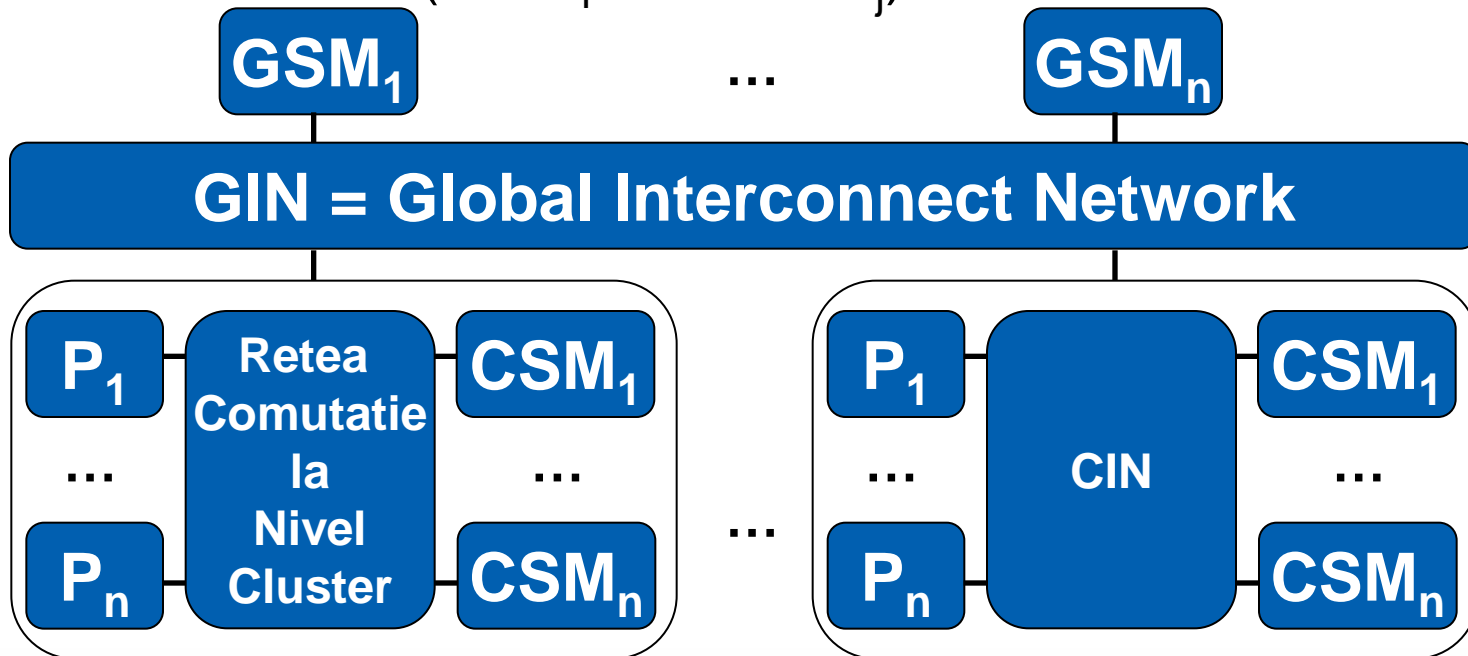 GSM1 ... GSMn
GIN = Global Interconnect Network
P1
Retea
Comutatie
la
Nivel
Cluster
CSM1
...
...
Pn
CSMn
...
P1
CIN
CSM1
...
...
Pn
CSMn